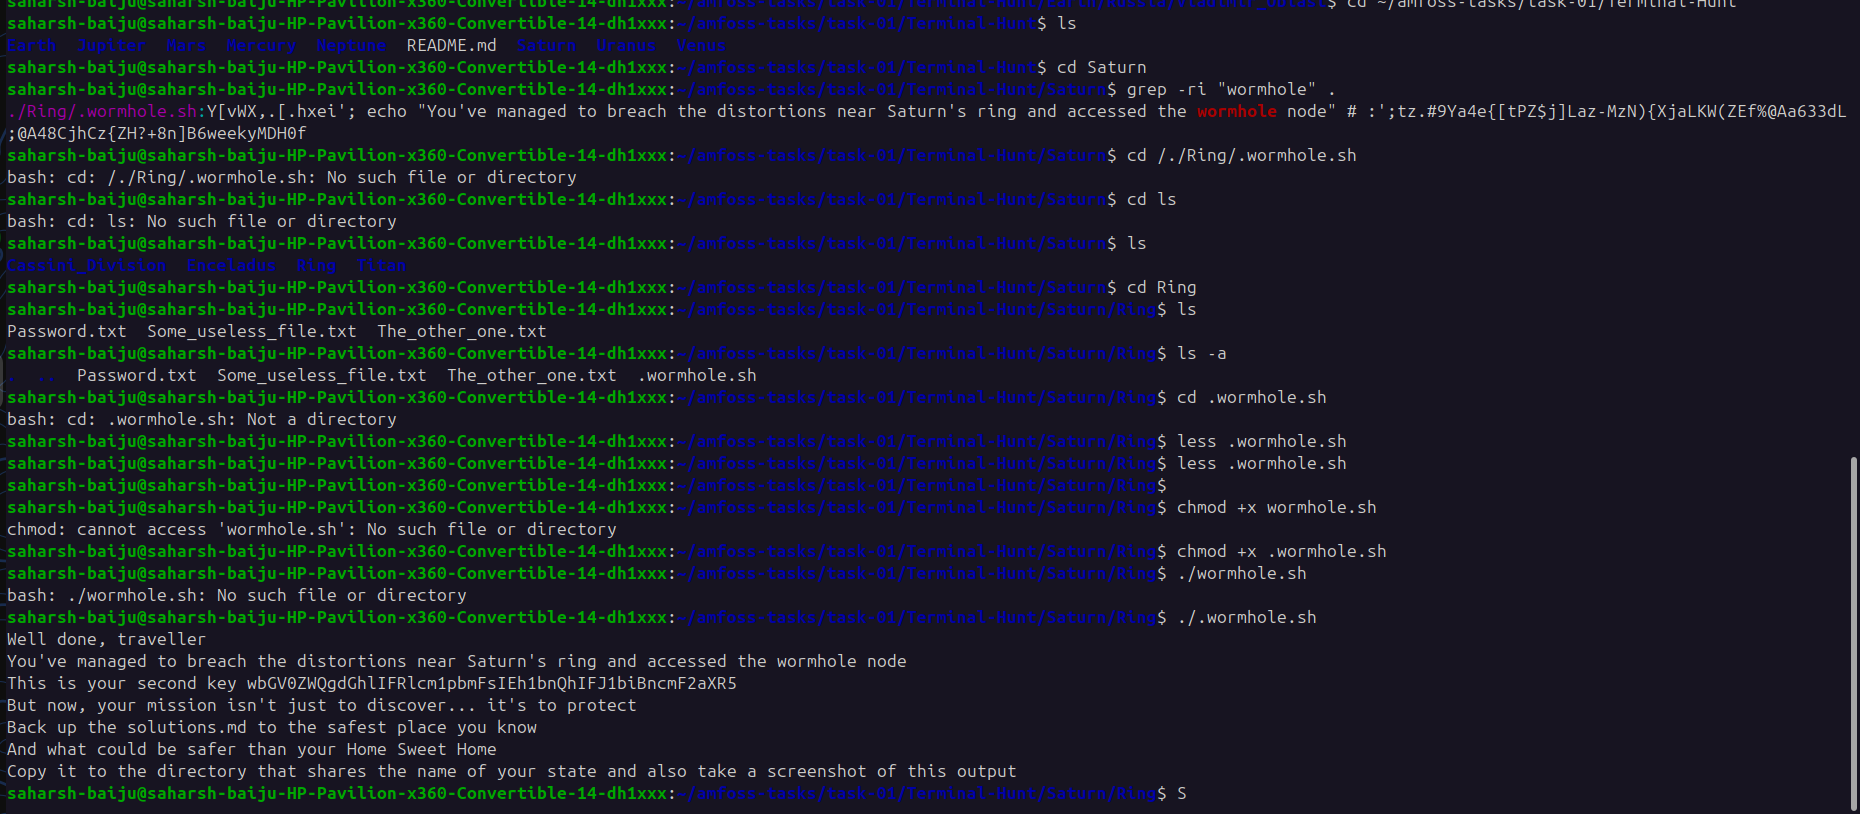 saharsh-baiju@saharsh-baiju-HP-Pavilion-x360-Convertible-14-dh1xxx:~/amfoss-tasks/task-01/Terminal-Hunt/Earth/Russia/Vladimir_Oblast$ cd ~/amfoss-tasks/task-01/Terminal-Hunt
saharsh-baiju@saharsh-baiju-HP-Pavilion-x360-Convertible-14-dh1xxx:~/amfoss-tasks/task-01/Terminal-Hunt$ ls
Earth  Jupiter  Mars  Mercury  Neptune  README.md  Saturn  Uranus  Venus
saharsh-baiju@saharsh-baiju-HP-Pavilion-x360-Convertible-14-dh1xxx:~/amfoss-tasks/task-01/Terminal-Hunt$ cd Saturn
saharsh-baiju@saharsh-baiju-HP-Pavilion-x360-Convertible-14-dh1xxx:~/amfoss-tasks/task-01/Terminal-Hunt/Saturn$ grep -ri "wormhole" .
./Ring/.wormhole.sh:Y[vWX,.[.hxei'; echo "You've managed to breach the distortions near Saturn's ring and accessed the wormhole node" # :';tz.#9Ya4e{[tPZ$j]Laz-MzN){XjaLKW(ZEf%@Aa633dL
;@A48CjhCz{ZH?+8n]B6weekyMDH0f
saharsh-baiju@saharsh-baiju-HP-Pavilion-x360-Convertible-14-dh1xxx:~/amfoss-tasks/task-01/Terminal-Hunt/Saturn$ cd /./Ring/.wormhole.sh
bash: cd: /./Ring/.wormhole.sh: No such file or directory
saharsh-baiju@saharsh-baiju-HP-Pavilion-x360-Convertible-14-dh1xxx:~/amfoss-tasks/task-01/Terminal-Hunt/Saturn$ cd ls
bash: cd: ls: No such file or directory
saharsh-baiju@saharsh-baiju-HP-Pavilion-x360-Convertible-14-dh1xxx:~/amfoss-tasks/task-01/Terminal-Hunt/Saturn$ ls
Cassini_Division  Enceladus  Ring  Titan
saharsh-baiju@saharsh-baiju-HP-Pavilion-x360-Convertible-14-dh1xxx:~/amfoss-tasks/task-01/Terminal-Hunt/Saturn$ cd Ring
saharsh-baiju@saharsh-baiju-HP-Pavilion-x360-Convertible-14-dh1xxx:~/amfoss-tasks/task-01/Terminal-Hunt/Saturn/Ring$ ls
Password.txt  Some_useless_file.txt  The_other_one.txt
saharsh-baiju@saharsh-baiju-HP-Pavilion-x360-Convertible-14-dh1xxx:~/amfoss-tasks/task-01/Terminal-Hunt/Saturn/Ring$ ls -a
.  ..  Password.txt  Some_useless_file.txt  The_other_one.txt  .wormhole.sh
saharsh-baiju@saharsh-baiju-HP-Pavilion-x360-Convertible-14-dh1xxx:~/amfoss-tasks/task-01/Terminal-Hunt/Saturn/Ring$ cd .wormhole.sh
bash: cd: .wormhole.sh: Not a directory
saharsh-baiju@saharsh-baiju-HP-Pavilion-x360-Convertible-14-dh1xxx:~/amfoss-tasks/task-01/Terminal-Hunt/Saturn/Ring$ less .wormhole.sh
saharsh-baiju@saharsh-baiju-HP-Pavilion-x360-Convertible-14-dh1xxx:~/amfoss-tasks/task-01/Terminal-Hunt/Saturn/Ring$ less .wormhole.sh
saharsh-baiju@saharsh-baiju-HP-Pavilion-x360-Convertible-14-dh1xxx:~/amfoss-tasks/task-01/Terminal-Hunt/Saturn/Ring$
saharsh-baiju@saharsh-baiju-HP-Pavilion-x360-Convertible-14-dh1xxx:~/amfoss-tasks/task-01/Terminal-Hunt/Saturn/Ring$ chmod +x wormhole.sh
chmod: cannot access 'wormhole.sh': No such file or directory
saharsh-baiju@saharsh-baiju-HP-Pavilion-x360-Convertible-14-dh1xxx:~/amfoss-tasks/task-01/Terminal-Hunt/Saturn/Ring$ chmod +x .wormhole.sh
saharsh-baiju@saharsh-baiju-HP-Pavilion-x360-Convertible-14-dh1xxx:~/amfoss-tasks/task-01/Terminal-Hunt/Saturn/Ring$ ./wormhole.sh
bash: ./wormhole.sh: No such file or directory
saharsh-baiju@saharsh-baiju-HP-Pavilion-x360-Convertible-14-dh1xxx:~/amfoss-tasks/task-01/Terminal-Hunt/Saturn/Ring$ ./.wormhole.sh
Well done, traveller
You've managed to breach the distortions near Saturn's ring and accessed the wormhole node
This is your second key wbGV0ZWQgdGhlIFRlcm1pbmFsIEh1bnQhIFJ1biBncmF2aXR5
But now, your mission isn't just to discover... it's to protect
Back up the solutions.md to the safest place you know
And what could be safer than your Home Sweet Home
Copy it to the directory that shares the name of your state and also take a screenshot of this output
saharsh-baiju@saharsh-baiju-HP-Pavilion-x360-Convertible-14-dh1xxx:~/amfoss-tasks/task-01/Terminal-Hunt/Saturn/Ring$ S